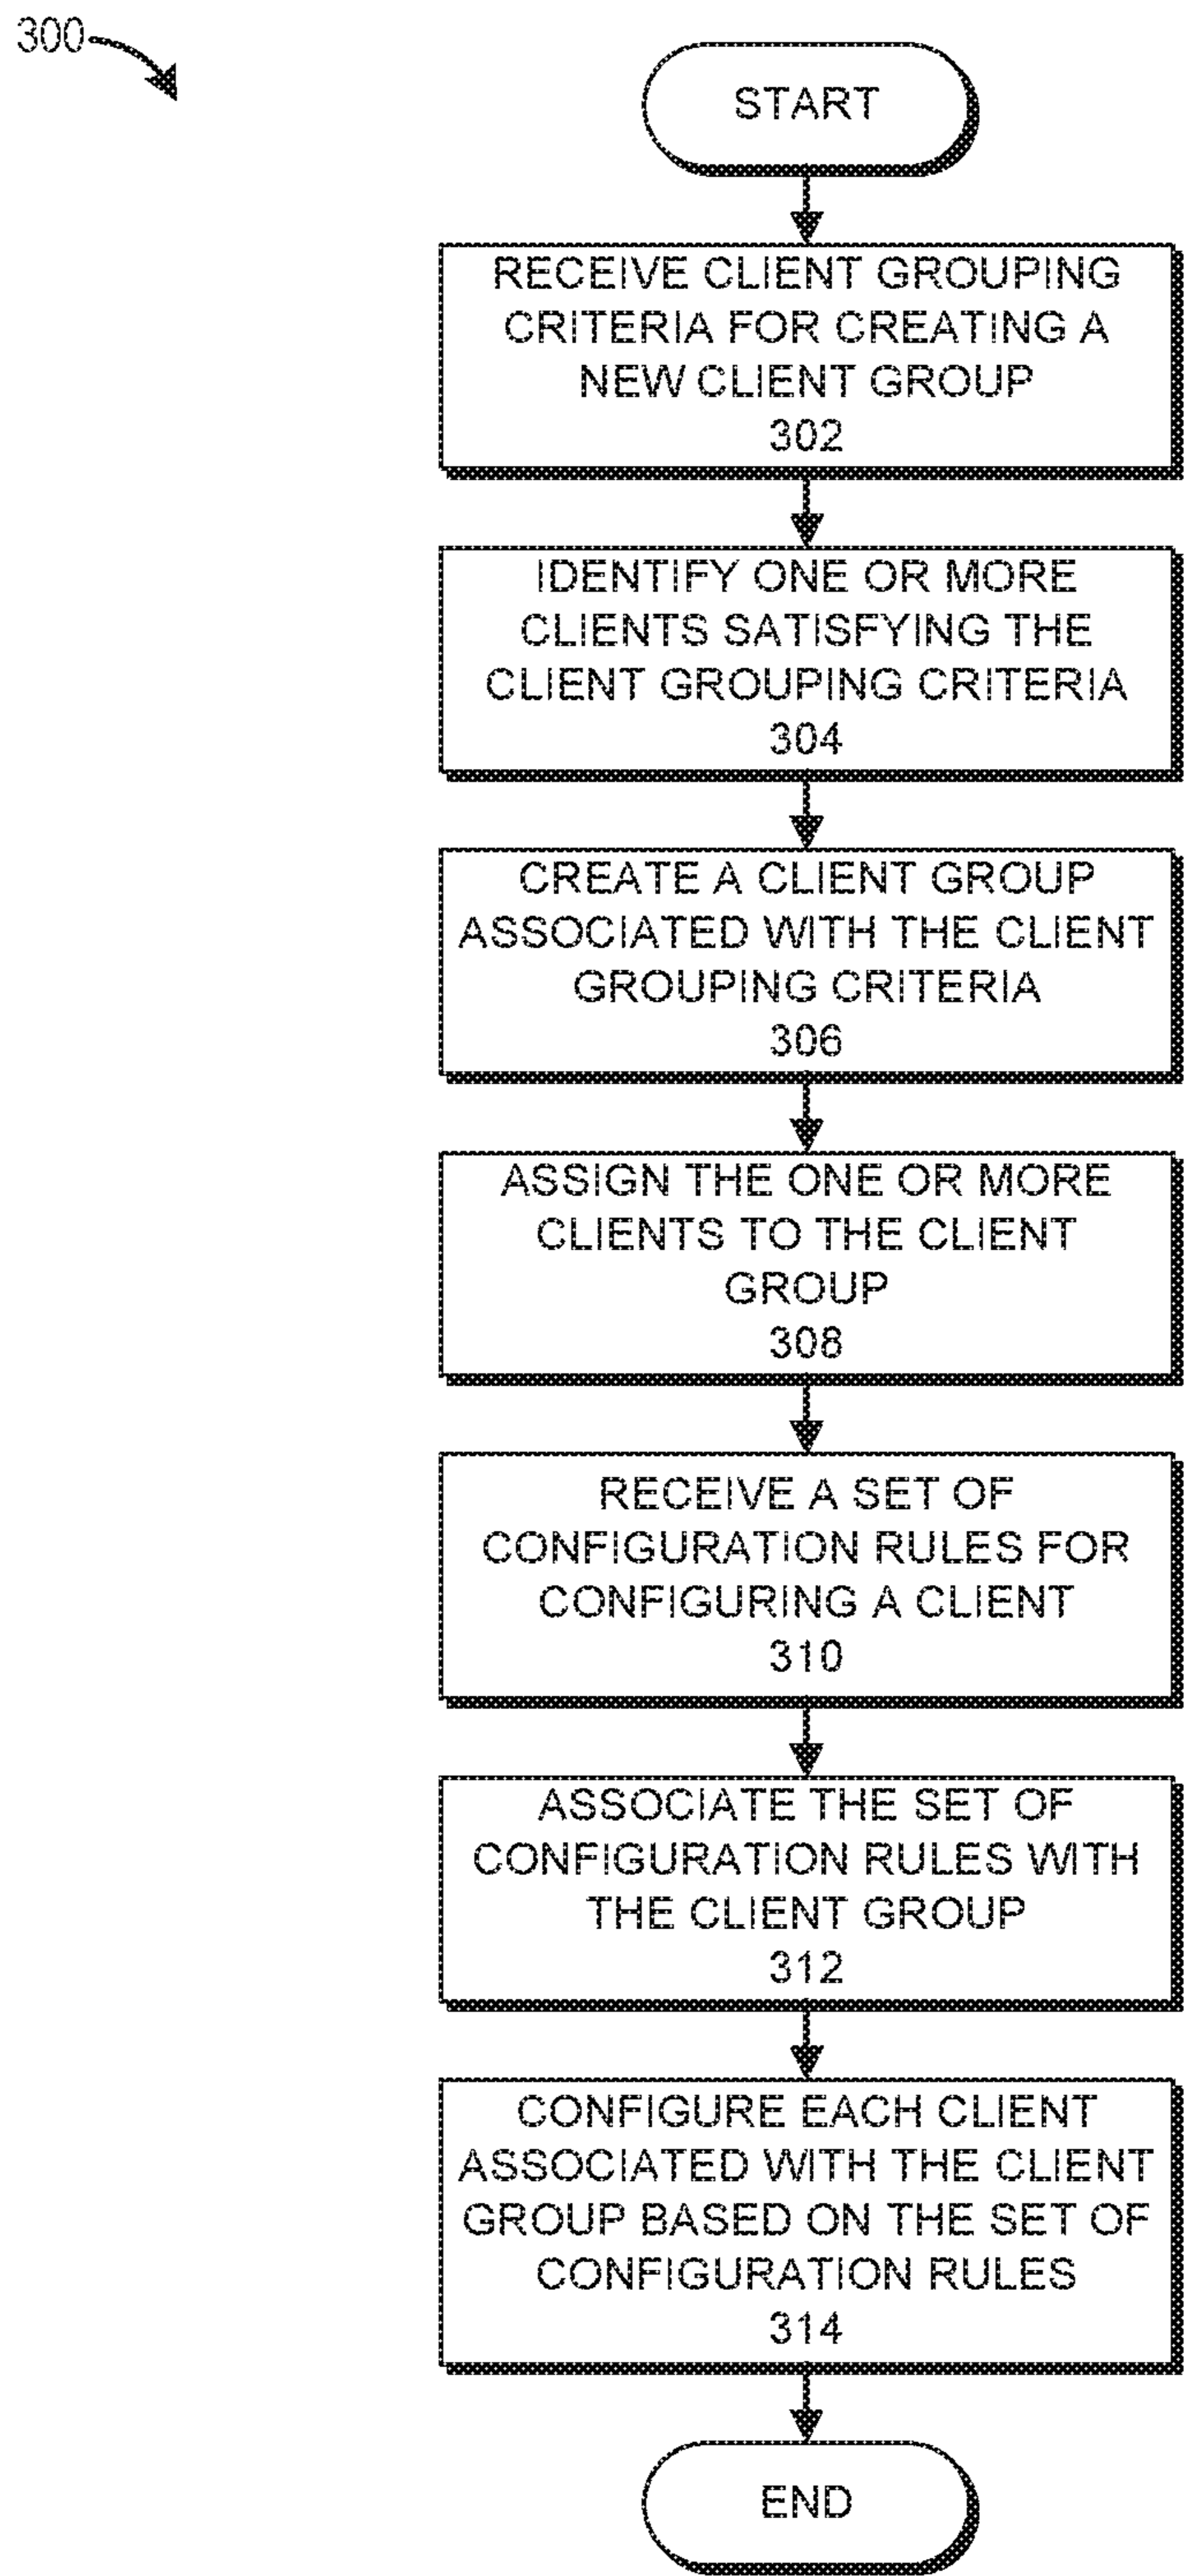 300
START
RECEIVE CLIENT GROUPING
CRITERIA FOR CREATING A
NEW CLIENT GROUP
302
IDENTIFY ONE OR MORE
CLIENTS SATISFYING THE
CLIENT GROUPING CRITERIA
304
CREATE A CLIENT GROUP
ASSOCIATED WITH THE CLIENT
GROUPING CRITERIA
306
ASSIGN THE ONE OR MORE
CLIENTS TO THE CLIENT
GROUP
308
RECEIVE A SET OF
CONFIGURATION RULES FOR
CONFIGURING A CLIENT
310
ASSOCIATE THE SET OF
CONFIGURATION RULES WITH
THE CLIENT GROUP
312
CONFIGURE EACH CLIENT
ASSOCIATED WITH THE CLIENT
GROUP BASED ON THE SET OF
CONFIGURATION RULES
314
END